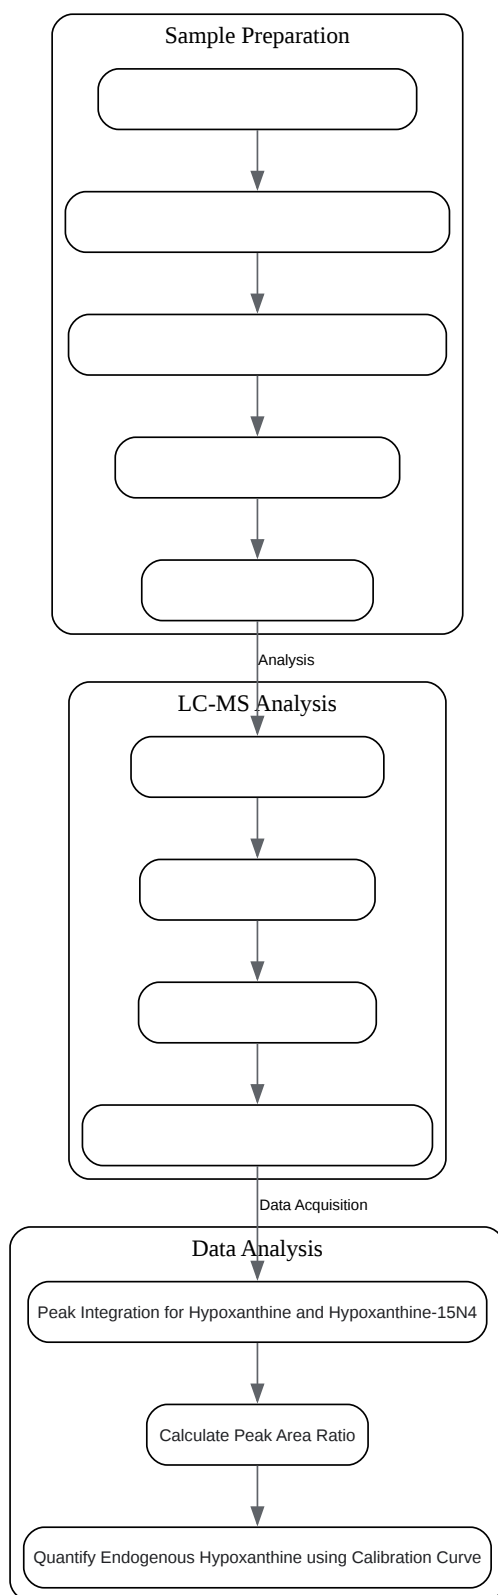 Sample Preparation
Analysis
LC-MS Analysis
Data Acquisition
Data Analysis
Peak Integration for Hypoxanthine and Hypoxanthine-15N4
Calculate Peak Area Ratio
Quantify Endogenous Hypoxanthine using Calibration Curve